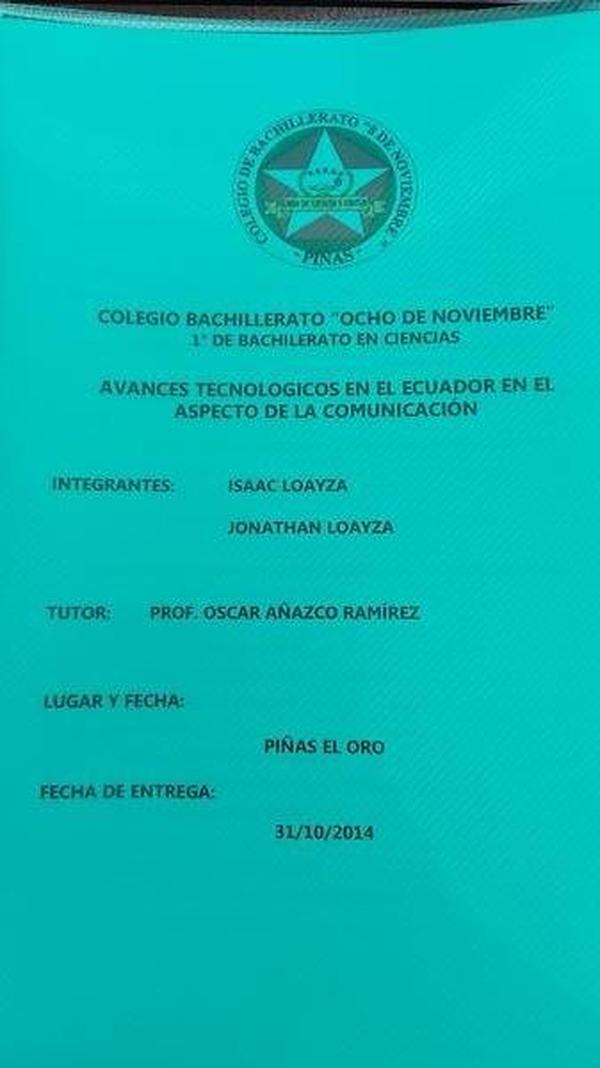 COLEGIO DE BACHILLERATO "8 DE NOVIEMBRE"
- PIÑAS -
COLEGIO BACHILLERATO "OCHO DE NOVIEMBRE"
1° DE BACHILERATO EN CIENCIAS
AVANCES TECNOLOGICOS EN EL ECUADOR EN EL
ASPECTO DE LA COMUNICACIÓN
INTEGRANTES: ISAAC LOAYZA
JONATHAN LOAYZA
TUTOR: PROF. OSCAR AÑAZCO RAMÍREZ
LUGAR Y FECHA:
PIÑAS EL ORO
FECHA DE ENTREGA:
31/10/2014